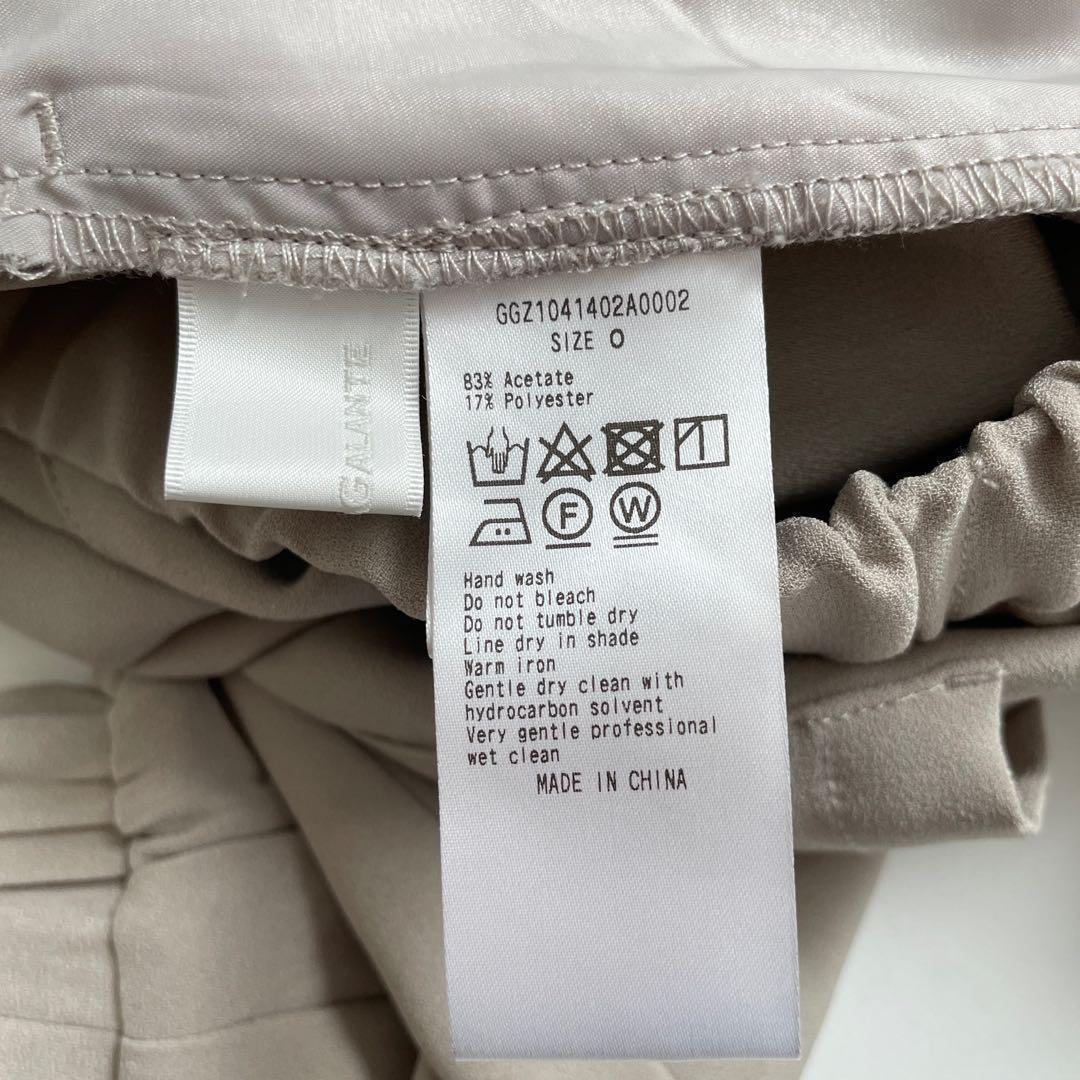 GALANTE
GGZ1041402A0002
SIZE 0
83% Acetate
17% Polyester
F
W
Hand wash
Do not bleach
Do not tumble dry
Line dry in shade
Warm iron
Gentle dry clean with
hydrocarbon solvent
Very gentle professional
wet clean
MADE IN CHINA